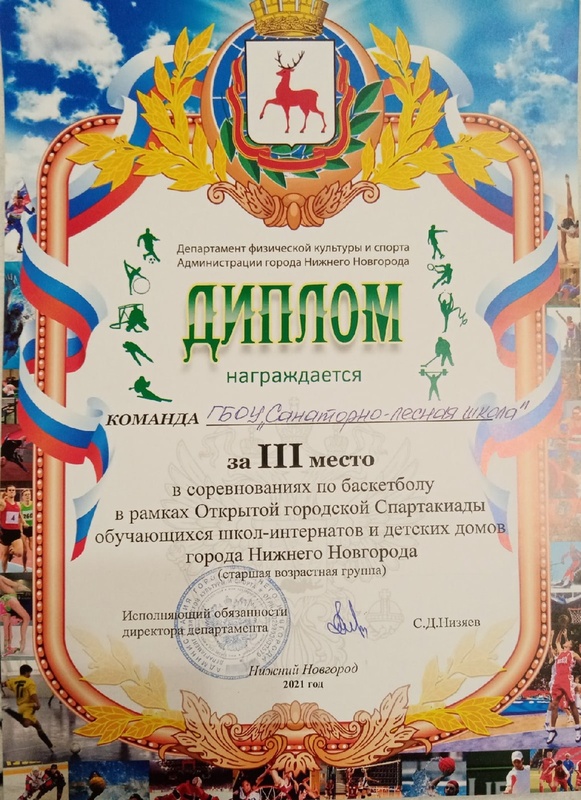 Департамент физической культуры и спорта
Администрации города Нижнего Новгорода
ДИПЛОМ
награждается
КОМАНДА ГБОУ „Санаторно-лесная школа"
за III место
в соревнованиях по баскетболу
в рамках Открытой городской Спартакиады
обучающихся школ-интернатов и детских домов
города Нижнего Новгорода
(старшая возрастная группа)
Исполняющий обязанности
директора департамента
С.Д.Низяев
Нижний Новгород
2021 год